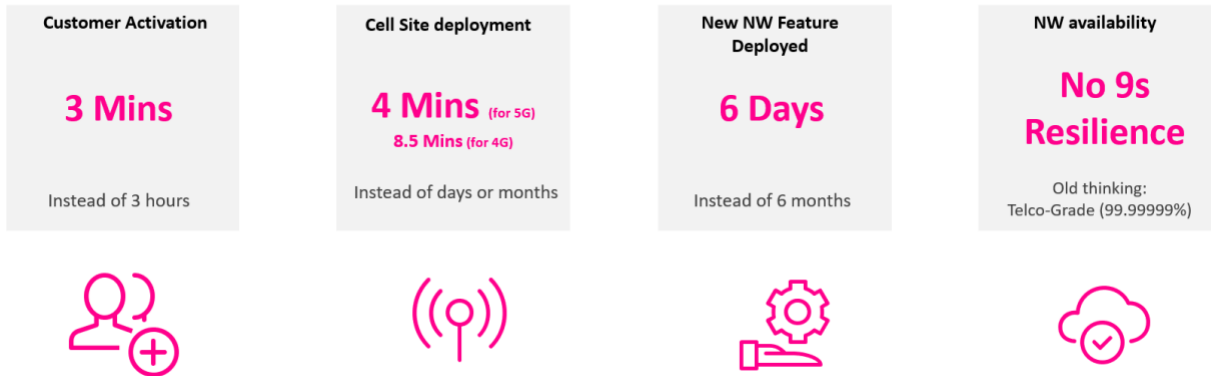 Customer Activation
3 Mins
Instead of 3 hours
Cell Site deployment
4 Mins (for 5G)
8.5 Mins (for 4G)
Instead of days or months
New NW Feature
Deployed
6 Days
Instead of 6 months
NW availability
No 9s
Resilience
Old thinking:
Telco-Grade (99.99999%)